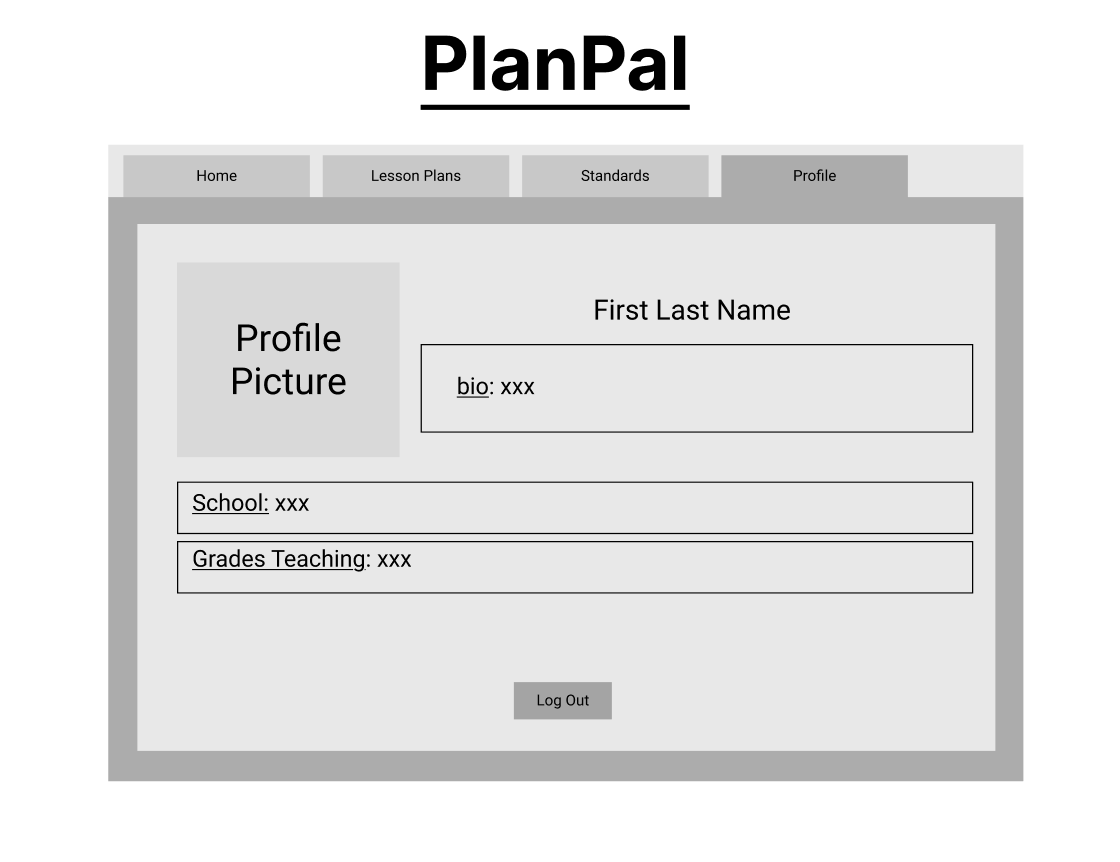 PlanPal
Home
Lesson Plans
Standards
Profile
Profile
Picture
First Last Name
bio: xxx
School: xxx
Grades Teaching: xxx
Log Out